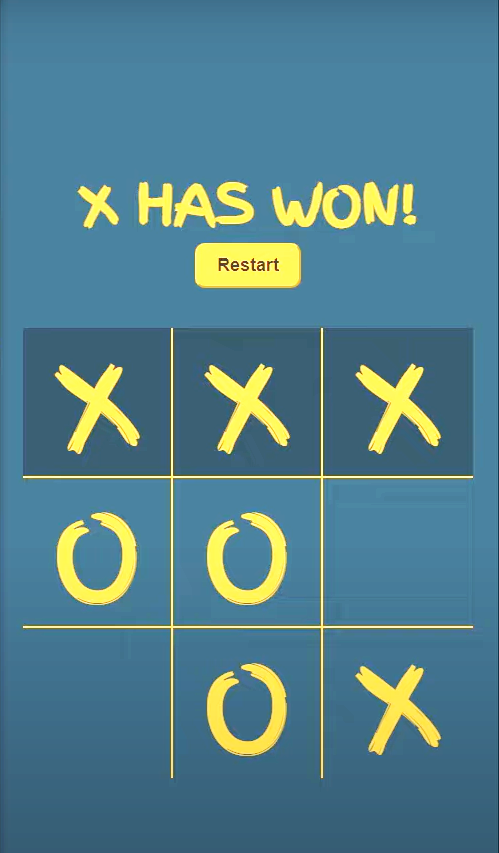 X HAS WON!
Restart
X X X
O O
O X